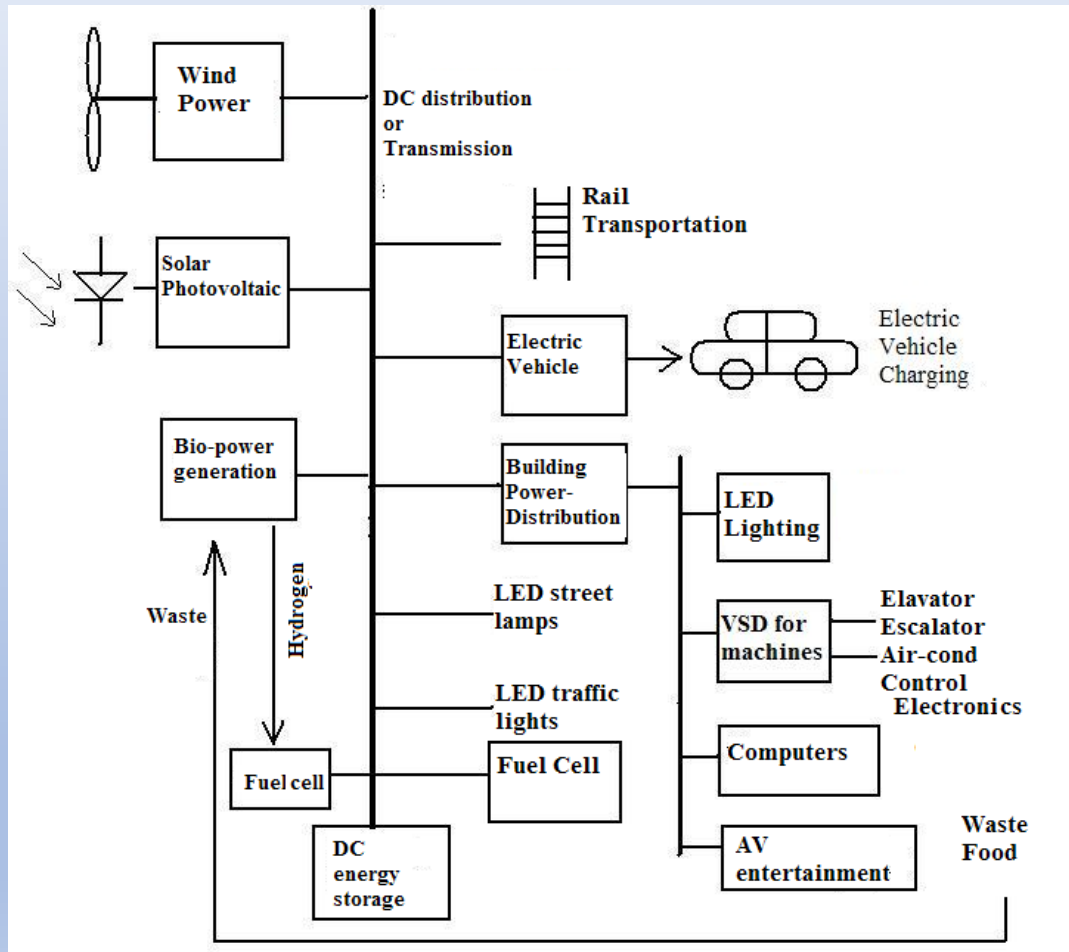 Wind
Power
DC distribution
or
Transmission
Rail
Transportation
Solar
Photovoltaic
Electric
Vehicle
Electric
Vehicle
Charging
Bio-power
generation
Building
Power-
Distribution
LED
Lighting
Waste
Hydrogen
LED street
lamps
VSD for
machines
Elavator
Escalator
Air-cond
Control
Electronics
LED traffic
lights
Fuel cell
Fuel Cell
Computers
DC
energy
storage
AV
entertainment
Waste
Food